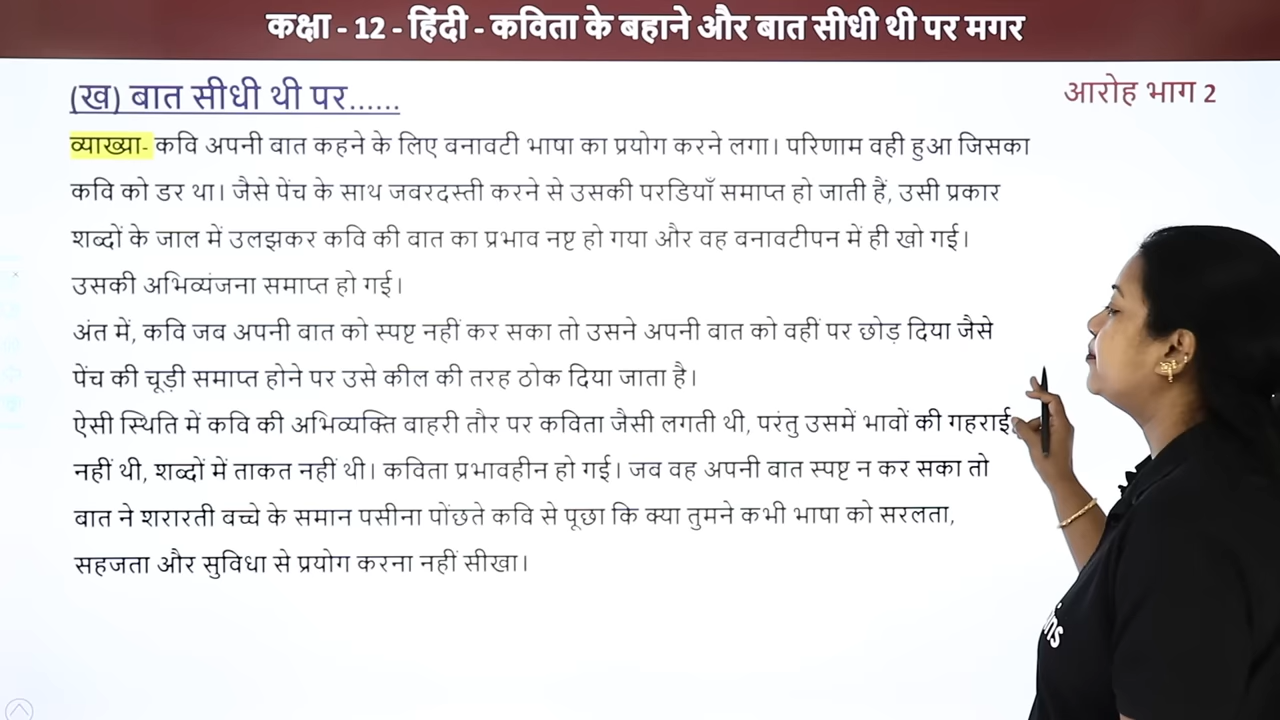 कक्षा - 12 - हिंदी - कविता के बहाने और बात सीधी थी पर मगर
(ख) बात सीधी थी पर......
आरोह भाग 2
व्याख्या- कवि अपनी बात कहने के लिए बनावटी भाषा का प्रयोग करने लगा। परिणाम वही हुआ जिसका
कवि को डर था। जैसे पेंच के साथ जबरदस्ती करने से उसकी परडियाँ समाप्त हो जाती हैं, उसी प्रकार
शब्दों के जाल में उलझकर कवि की बात का प्रभाव नष्ट हो गया और वह बनावटीपन में ही खो गई।
उसकी अभिव्यंजना समाप्त हो गई।
अंत में, कवि जब अपनी बात को स्पष्ट नहीं कर सका तो उसने अपनी बात को वहीं पर छोड़ दिया जैसे
पेंच की चूड़ी समाप्त होने पर उसे कील की तरह ठोक दिया जाता है।
ऐसी स्थिति में कवि की अभिव्यक्ति बाहरी तौर पर कविता जैसी लगती थी, परंतु उसमें भावों की गहराई
नहीं थी, शब्दों में ताकत नहीं थी। कविता प्रभावहीन हो गई। जब वह अपनी बात स्पष्ट न कर सका तो
बात ने शरारती बच्चे के समान पसीना पोंछते कवि से पूछा कि क्या तुमने कभी भाषा को सरलता,
सहजता और सुविधा से प्रयोग करना नहीं सीखा।